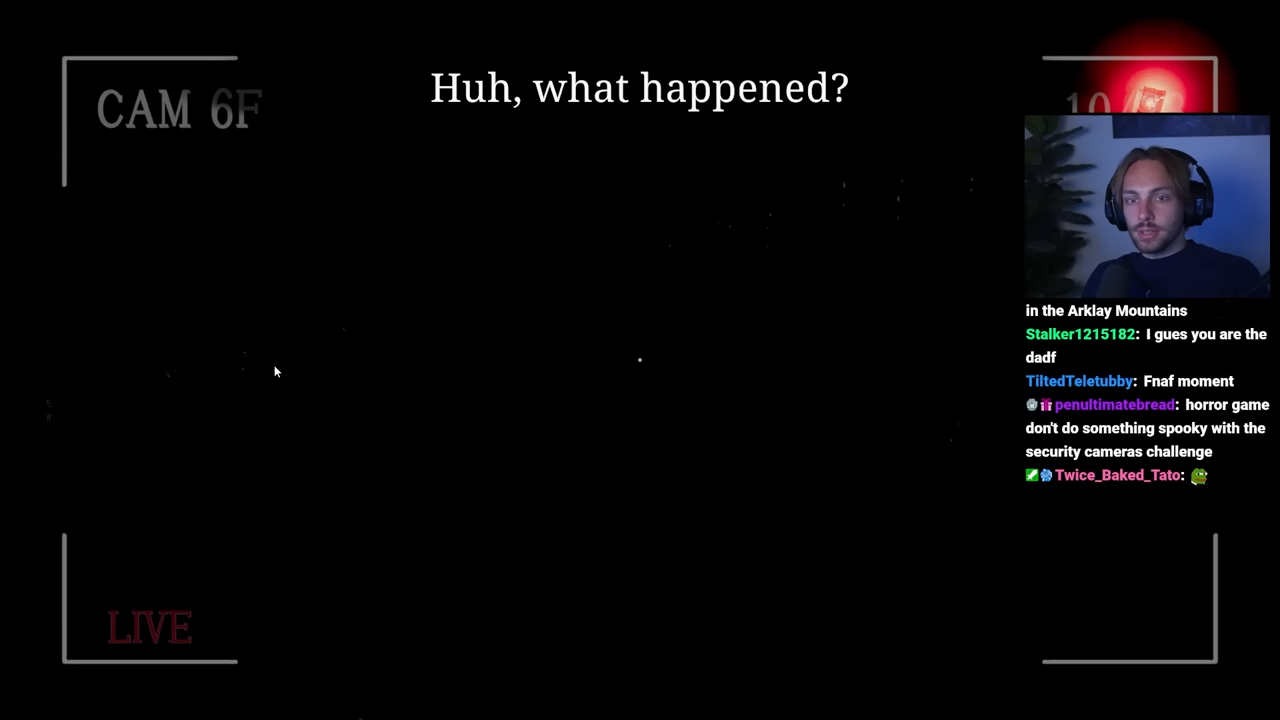 Huh, what happened?
CAM 6F
in the Arklay Mountains
Stalker1215182: I gues you are the
dadf
TiltedTeletubby: Fnaf moment
penultimatebread: horror game
don't do something spooky with the
security cameras challenge
Twice_Baked_Tato:
LIVE